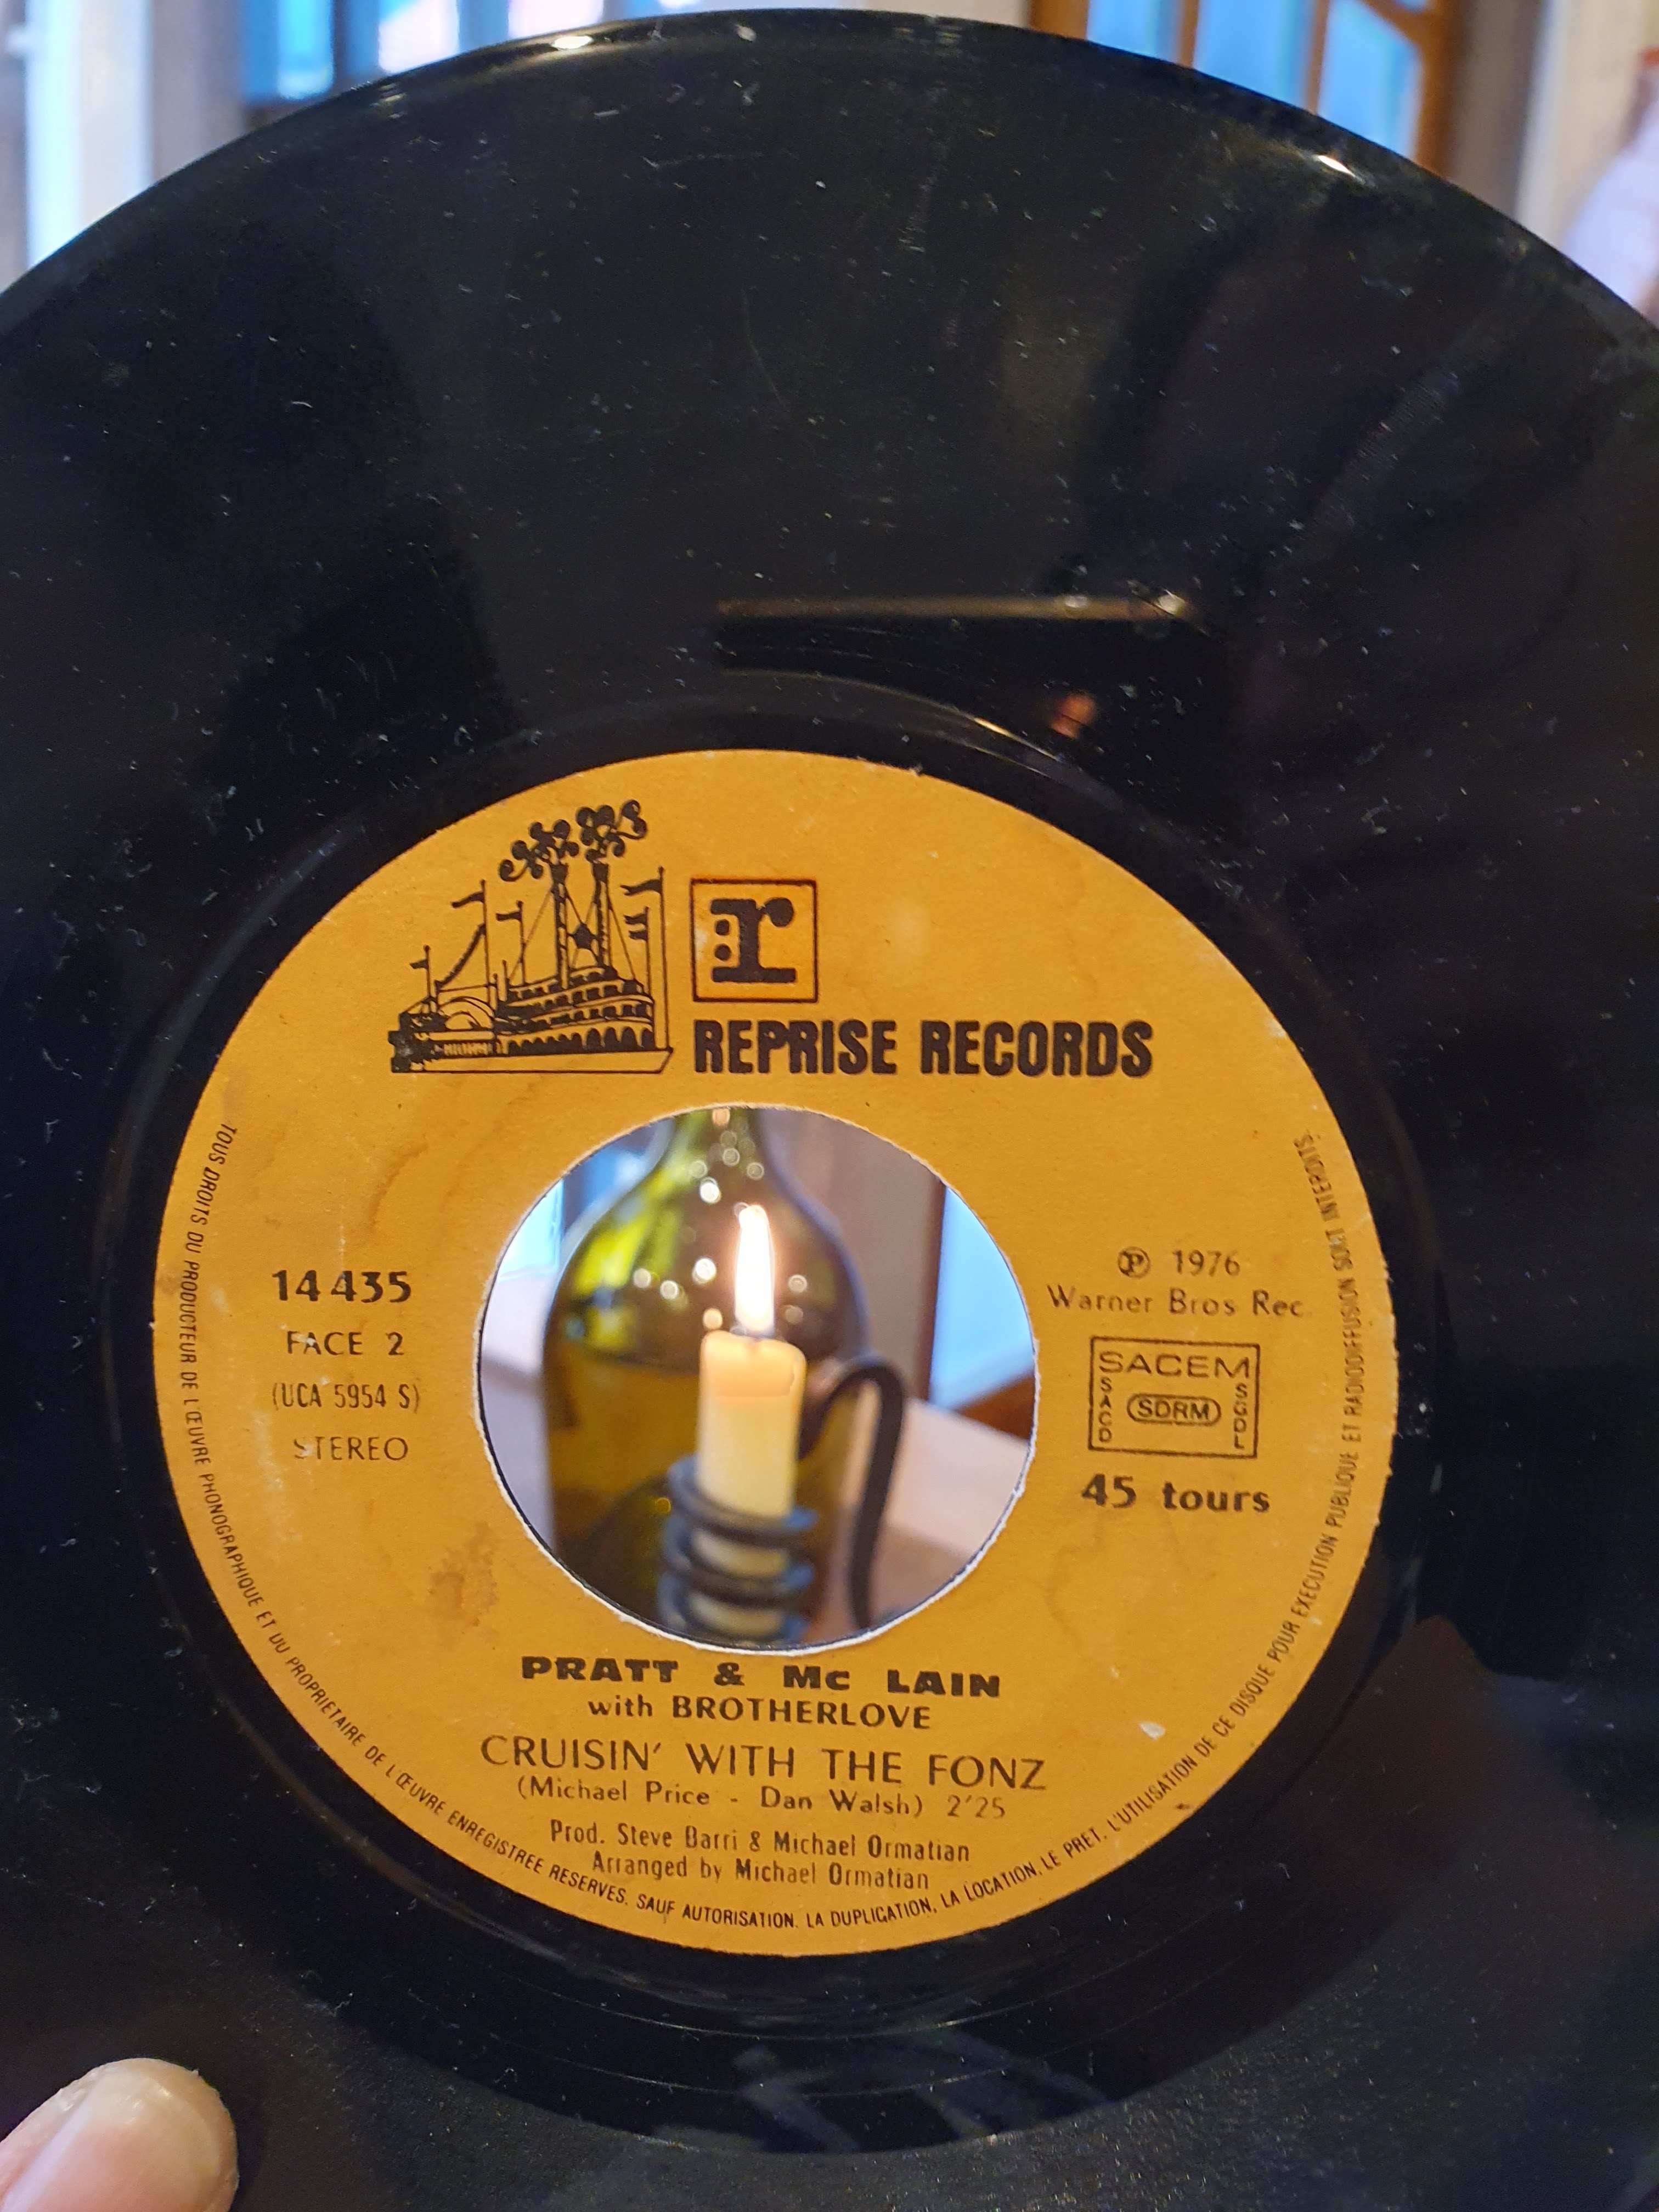 r
REPRISE RECORDS
14 435
FACE 2
(UCA 5954 S)
STEREO
℗ 1976
Warner Bros Rec
SACEM
SACD
SDRM
SGDL
45 tours
PRATT & Mc LAIN
with BROTHERLOVE
CRUISIN' WITH THE FONZ
(Michael Price - Dan Walsh) 2'25
Prod. Steve Barri & Michael Ormatian
Arranged by Michael Ormatian
TOUS DROITS DU PRODUCTEUR DE L'ŒUVRE PHONOGRAPHIQUE ET DU PROPRIETAIRE DE L'ŒUVRE ENREGISTREE RESERVES. SAUF AUTORISATION. LA DUPLICATION, LA LOCATION. LE PRET. L'UTILISATION DE CE DISQUE POUR EXECUTION PUBLIQUE ET RADIODIFFUSION SONT INTERDITS.